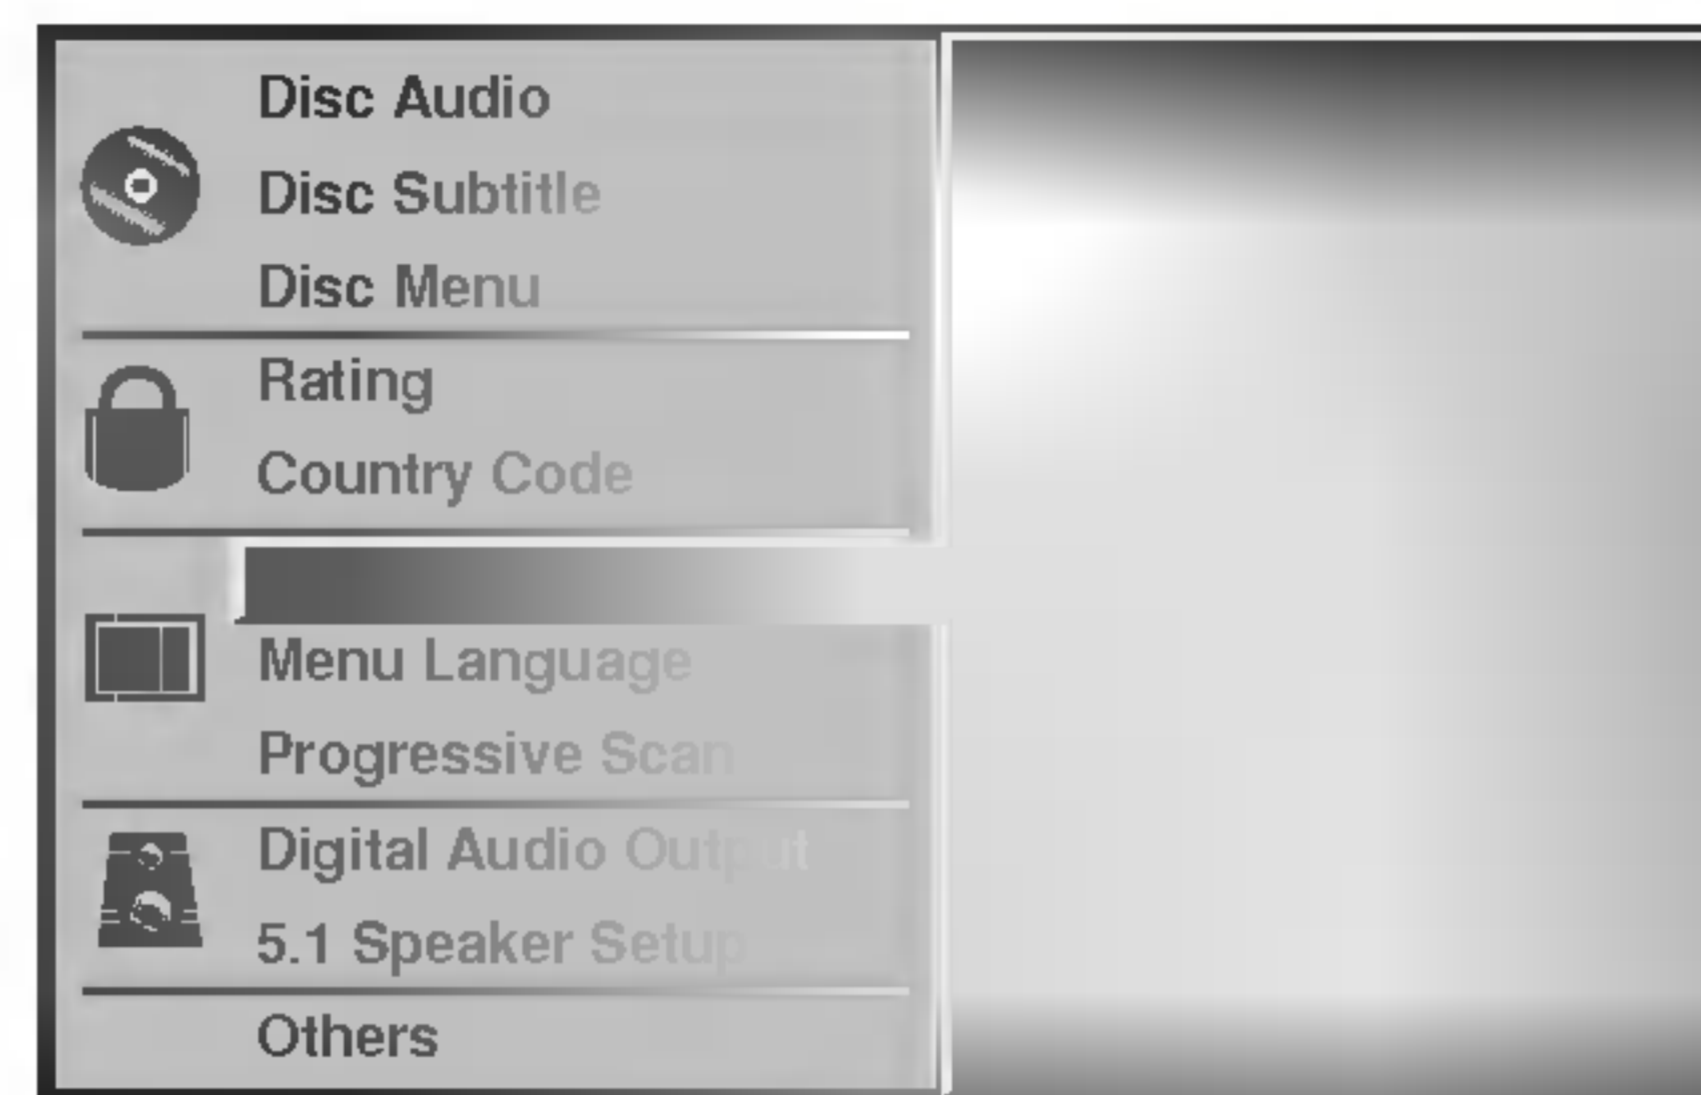 Disc Audio
Disc Subtitle
Disc Menu
Rating
Country Code
Menu Language
Progressive Scan
Digital Audio Output
5.1 Speaker Setup
Others